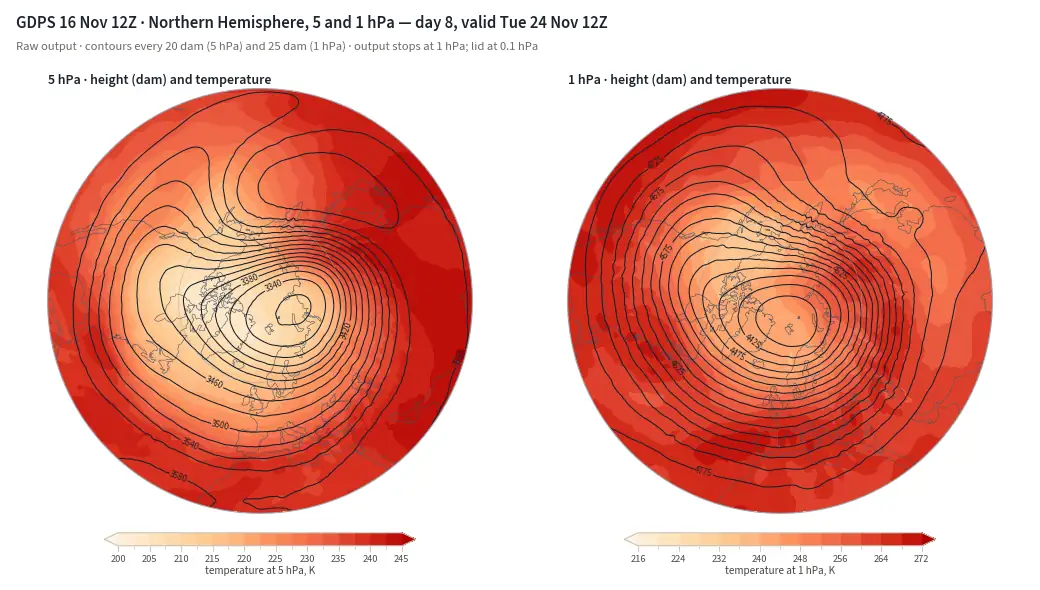 GDPS 16 Nov 12Z · Northern Hemisphere, 5 and 1 hPa — day 8, valid Tue 24 Nov 12Z
Raw output · contours every 20 dam (5 hPa) and 25 dam (1 hPa) · output stops at 1 hPa; lid at 0.1 hPa
5 hPa · height (dam) and temperature
1 hPa · height (dam) and temperature
3380
3340
3420
3460
3500
3540
3580
4775
4675
4425
4475
4775
200 205 210 215 220 225 230 235 240 245
temperature at 5 hPa, K
216 224 232 240 248 256 264 272
temperature at 1 hPa, K